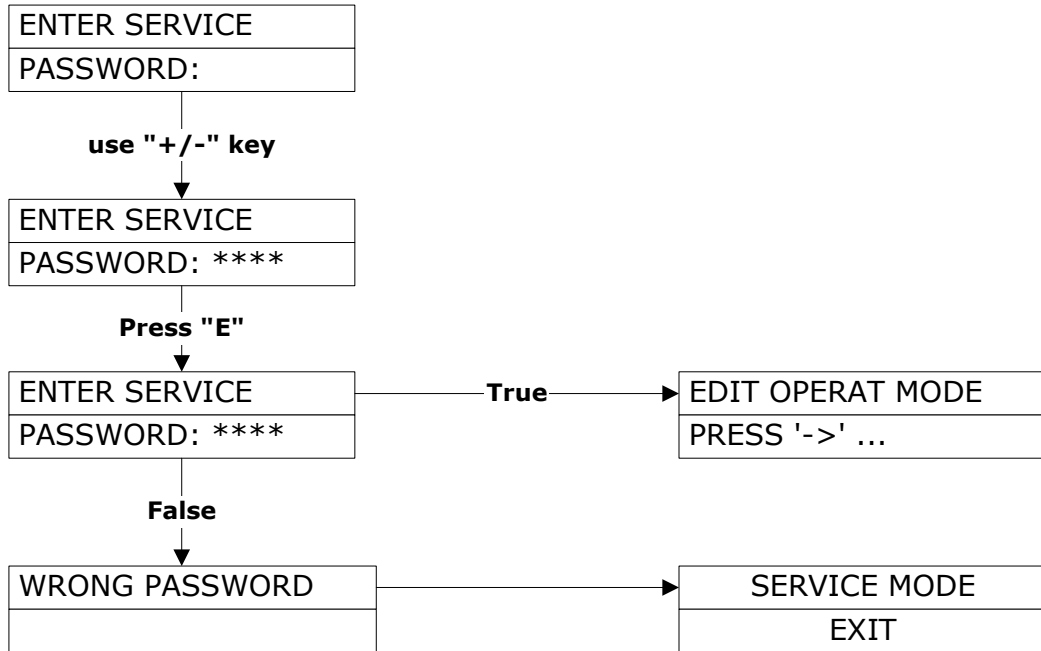 ENTER SERVICE
PASSWORD:
use "+/-" key
ENTER SERVICE
PASSWORD: ****
Press "E"
ENTER SERVICE
PASSWORD: ****
True
EDIT OPERAT MODE
PRESS '->' ...
False
WRONG PASSWORD
SERVICE MODE
EXIT